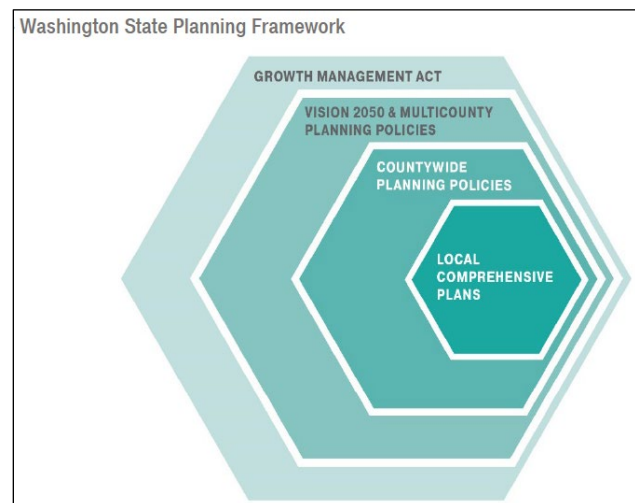 Washington State Planning Framework
GROWTH MANAGEMENT ACT
VISION 2050 & MULTICOUNTY
PLANNING POLICIES
COUNTYWIDE
PLANNING POLICIES
LOCAL
COMPREHENSIVE
PLANS